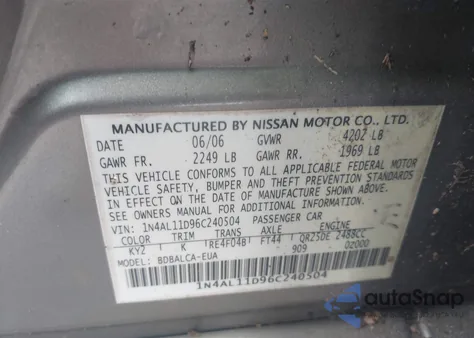 MANUFACTURED BY NISSAN MOTOR CO., LTD.
DATE 06/06 GVWR 4202 LB
GAWR FR. 2249 LB GAWR RR. 1969 LB
THIS VEHICLE CONFORMS TO ALL APPLICABLE FEDERAL MOTOR
VEHICLE SAFETY, BUMPER AND THEFT PREVENTION STANDARDS
IN EFFECT ON THE DATE OF MANUFACTURE SHOWN ABOVE.
SEE OWNERS MANUAL FOR ADDITIONAL INFORMATION.
1N4AL11D96C240504 PASSENGER CAR
COLOR TRIM TRANS AXLE ENGINE
KY2 K RE4F04B FT44 QR25DE 2488CC
MODEL: BDBALCA-EUA 909 02000
1N4AL11D96C240504
autoSnap